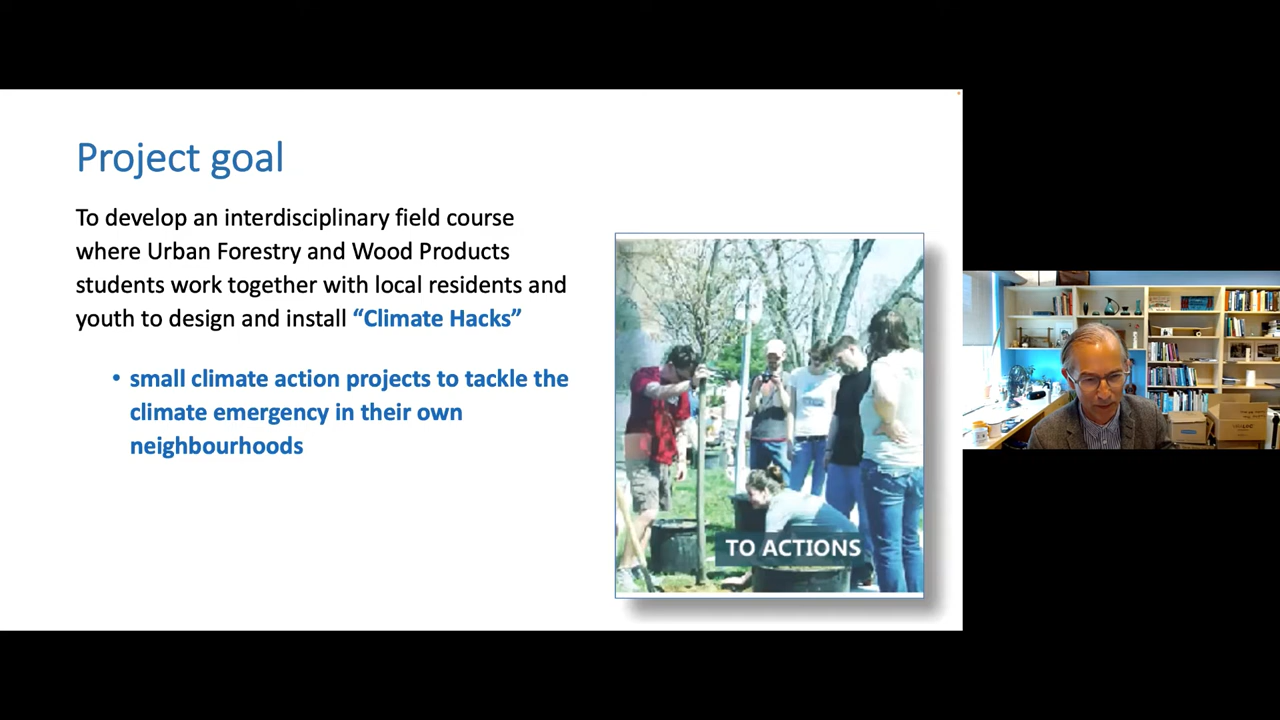 Project goal
To develop an interdisciplinary field course
where Urban Forestry and Wood Products
students work together with local residents and
youth to design and install “Climate Hacks”
• small climate action projects to tackle the
climate emergency in their own
neighbourhoods
TO ACTIONS